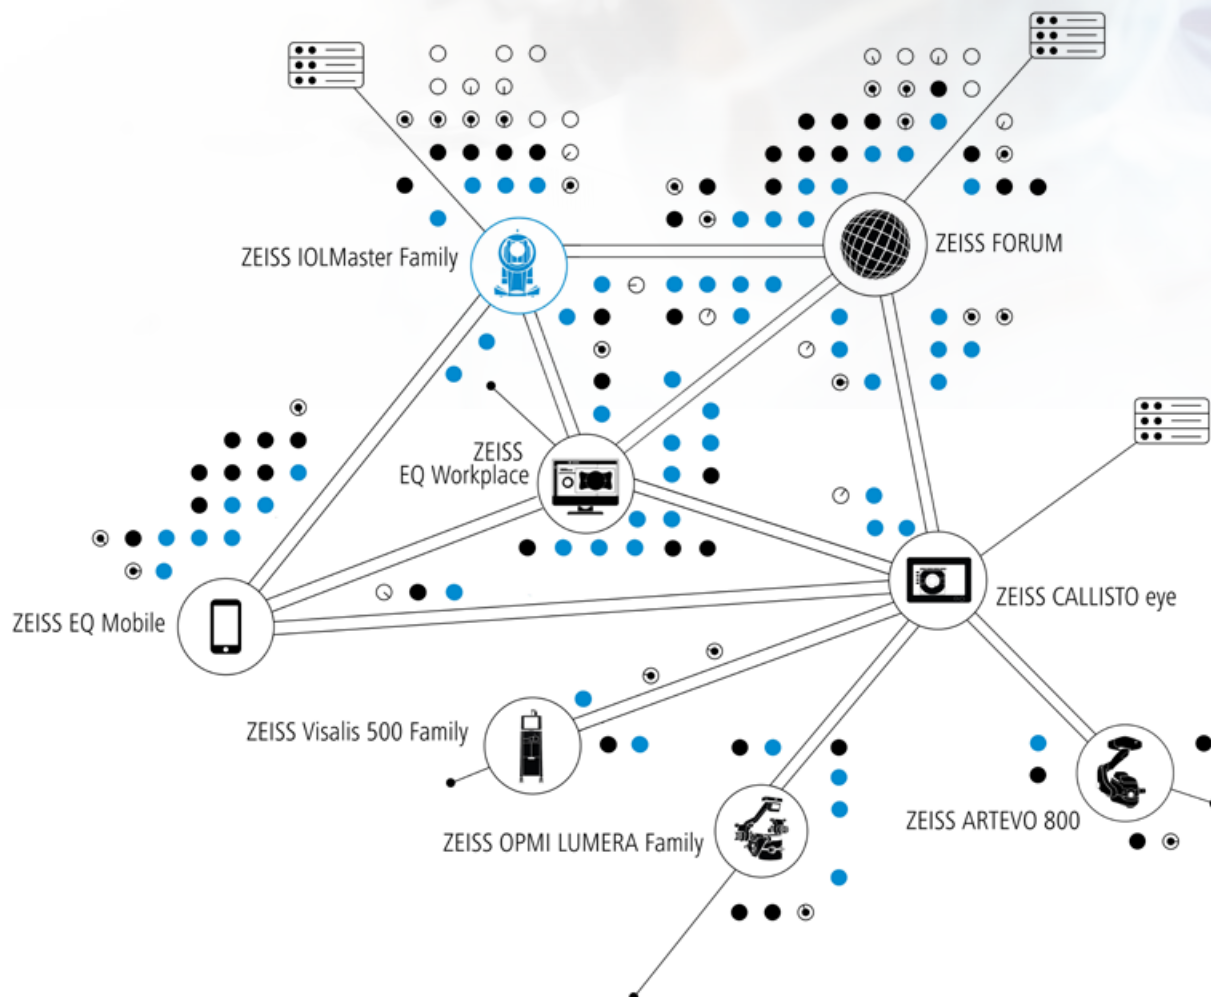 ZEISS IOLMaster Family
ZEISS FORUM
ZEISS
EQ Workplace
ZEISS EQ Mobile
ZEISS CALLISTO eye
ZEISS Visalis 500 Family
ZEISS OPMI LUMERA Family
ZEISS ARTEVO 800